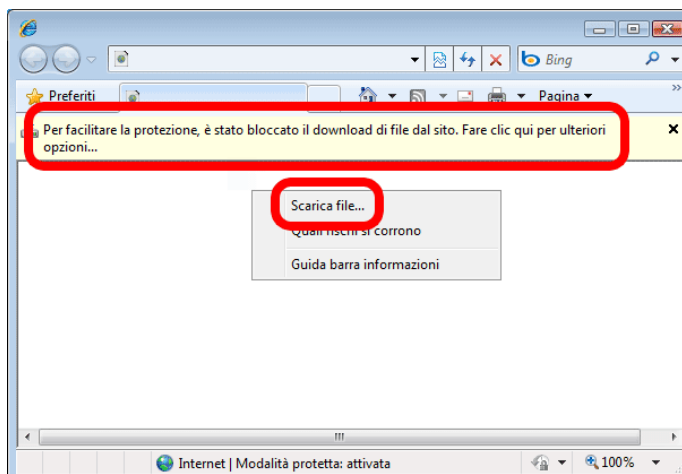 Bing
Preferiti
Pagina
Per facilitare la protezione, è stato bloccato il download di file dal sito. Fare clic qui per ulteriori
opzioni...
Scarica file...
Quali rischi si corrono
Guida barra informazioni
Internet | Modalità protetta: attivata
100%